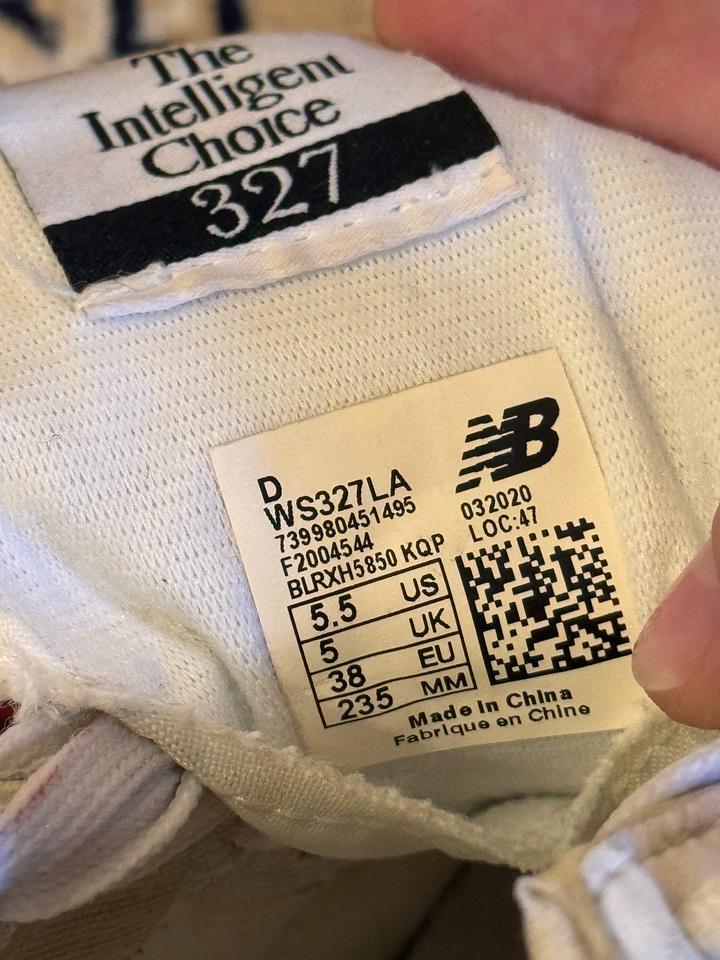 The
Intelligent
Choice
327
NB
D
WS327LA
739980451495
F2004544
BLRXH5850 KQP
032020
LOC:47
5.5 US
5 UK
38 EU
235 MM
Made in China
Fabrique en Chine